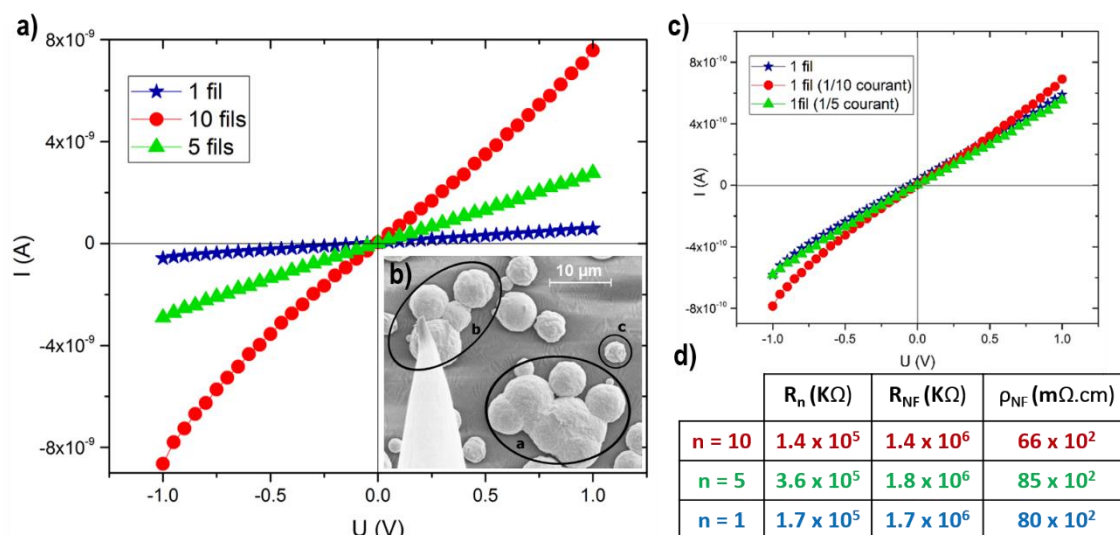 a)
8x10⁻⁹
4x10⁻⁹
0
-4x10⁻⁹
-8x10⁻⁹
I (A)
1 fil
10 fils
5 fils
-1.0 -0.5 0.0 0.5 1.0
U (V)
b)
10 µm
b
c
a
c)
8x10⁻¹⁰
4x10⁻¹⁰
0
-4x10⁻¹⁰
-8x10⁻¹⁰
I (A)
1 fil
1 fil (1/10 courant)
1fil (1/5 courant)
-1.0 -0.5 0.0 0.5 1.0
U (V)
d)
Rₙ (KΩ) R_NF (KΩ) ρ_NF (mΩ.cm)
n = 10 1.4 x 10⁵ 1.4 x 10⁶ 66 x 10²
n = 5 3.6 x 10⁵ 1.8 x 10⁶ 85 x 10²
n = 1 1.7 x 10⁵ 1.7 x 10⁶ 80 x 10²